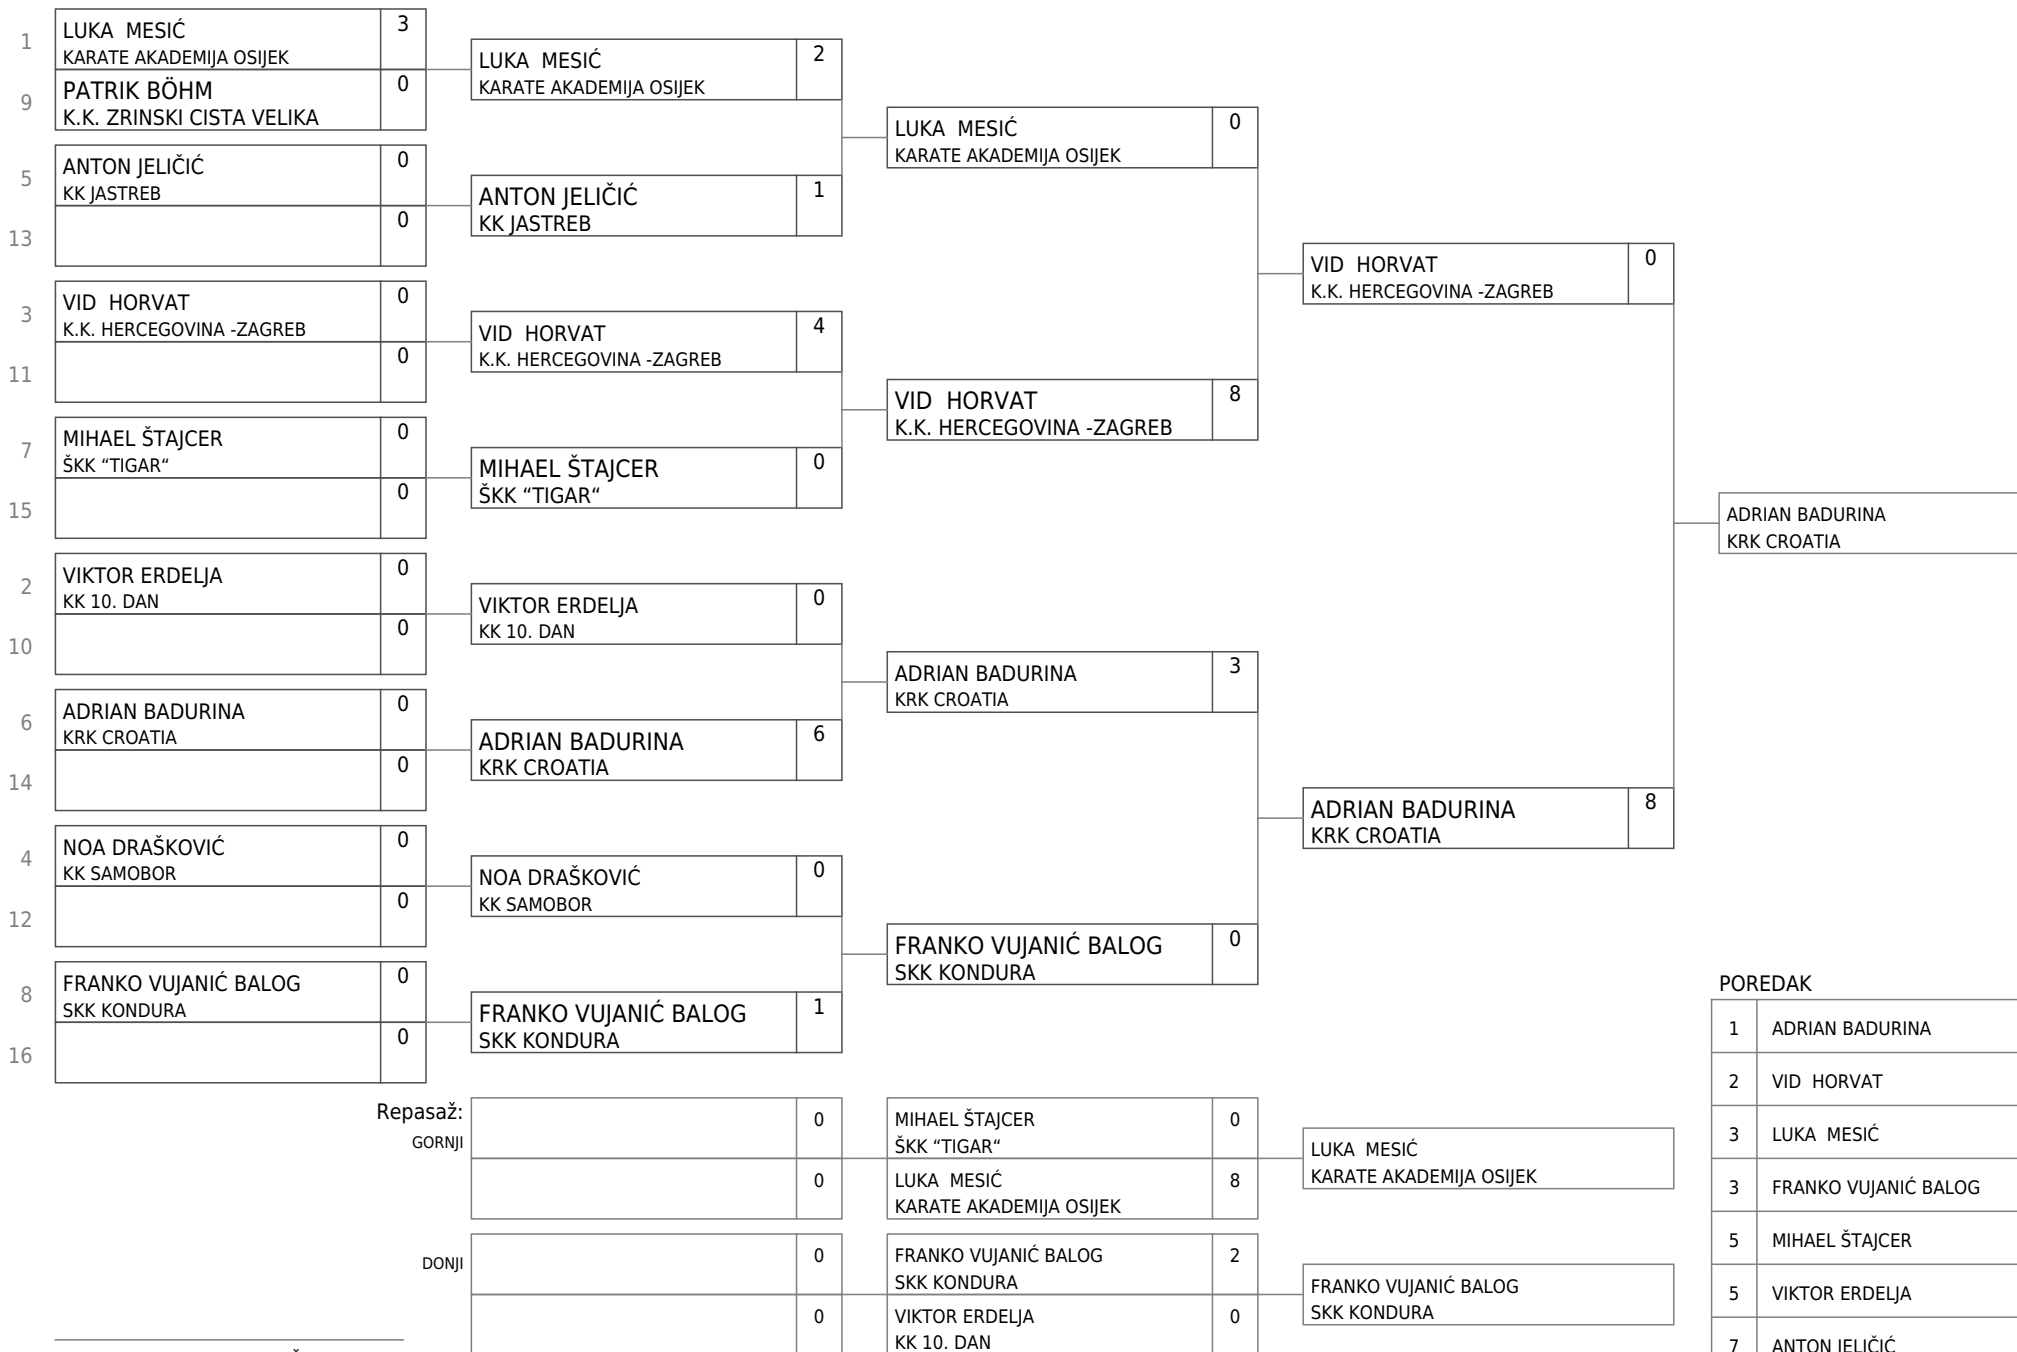 1
LUKA  MESIĆ
KARATE AKADEMIJA OSIJEK
3
9
PATRIK BÖHM
K.K. ZRINSKI CISTA VELIKA
0
5
ANTON JELIČIĆ
KK JASTREB
0
13
0
3
VID  HORVAT
K.K. HERCEGOVINA -ZAGREB
0
11
0
7
MIHAEL ŠTAJCER
ŠKK “TIGAR“
0
15
0
2
VIKTOR ERDELJA
KK 10. DAN
0
10
0
6
ADRIAN BADURINA
KRK CROATIA
0
14
0
4
NOA DRAŠKOVIĆ
KK SAMOBOR
0
12
0
8
FRANKO VUJANIĆ BALOG
SKK KONDURA
0
16
0
LUKA  MESIĆ
KARATE AKADEMIJA OSIJEK
2
ANTON JELIČIĆ
KK JASTREB
1
VID  HORVAT
K.K. HERCEGOVINA -ZAGREB
4
MIHAEL ŠTAJCER
ŠKK “TIGAR“
0
VIKTOR ERDELJA
KK 10. DAN
0
ADRIAN BADURINA
KRK CROATIA
6
NOA DRAŠKOVIĆ
KK SAMOBOR
0
FRANKO VUJANIĆ BALOG
SKK KONDURA
1
LUKA  MESIĆ
KARATE AKADEMIJA OSIJEK
0
VID  HORVAT
K.K. HERCEGOVINA -ZAGREB
8
ADRIAN BADURINA
KRK CROATIA
3
FRANKO VUJANIĆ BALOG
SKK KONDURA
0
VID  HORVAT
K.K. HERCEGOVINA -ZAGREB
0
ADRIAN BADURINA
KRK CROATIA
8
ADRIAN BADURINA
KRK CROATIA
Repasaž:
GORNJI
0
0
MIHAEL ŠTAJCER
ŠKK “TIGAR“
0
LUKA  MESIĆ
KARATE AKADEMIJA OSIJEK
8
LUKA  MESIĆ
KARATE AKADEMIJA OSIJEK
DONJI
0
0
FRANKO VUJANIĆ BALOG
SKK KONDURA
2
VIKTOR ERDELJA
KK 10. DAN
0
FRANKO VUJANIĆ BALOG
SKK KONDURA
POREDAK
1 ADRIAN BADURINA
2 VID  HORVAT
3 LUKA  MESIĆ
3 FRANKO VUJANIĆ BALOG
5 MIHAEL ŠTAJCER
5 VIKTOR ERDELJA
7 ANTON JELIČIĆ